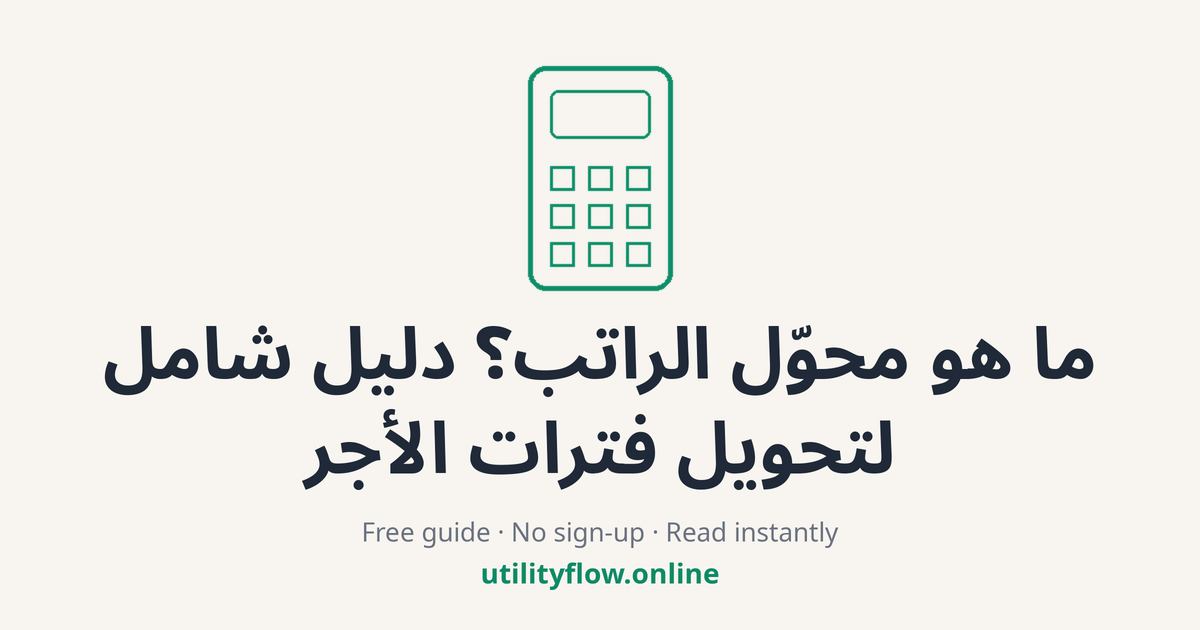 ما هو محوّل الراتب؟ دليل شامل
لتحويل فترات الأجر
Free guide · No sign-up · Read instantly
utilityflow.online